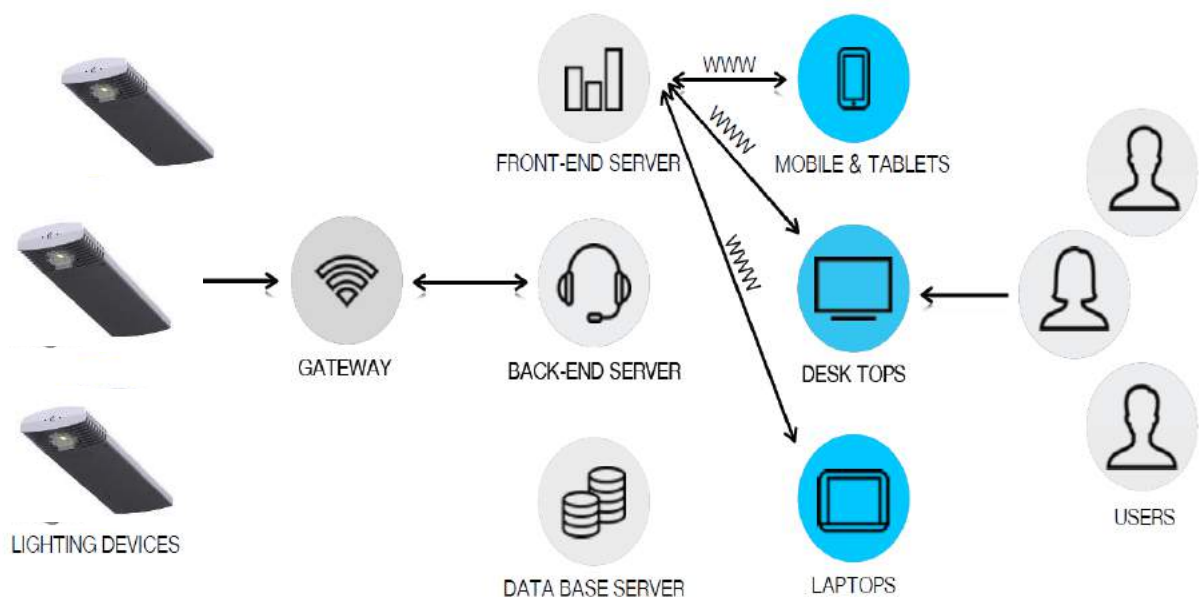 WWW
FRONT-END SERVER
MOBILE & TABLETS
WWW
WWW
GATEWAY
BACK-END SERVER
DESK TOPS
USERS
LIGHTING DEVICES
DATA BASE SERVER
LAPTOPS